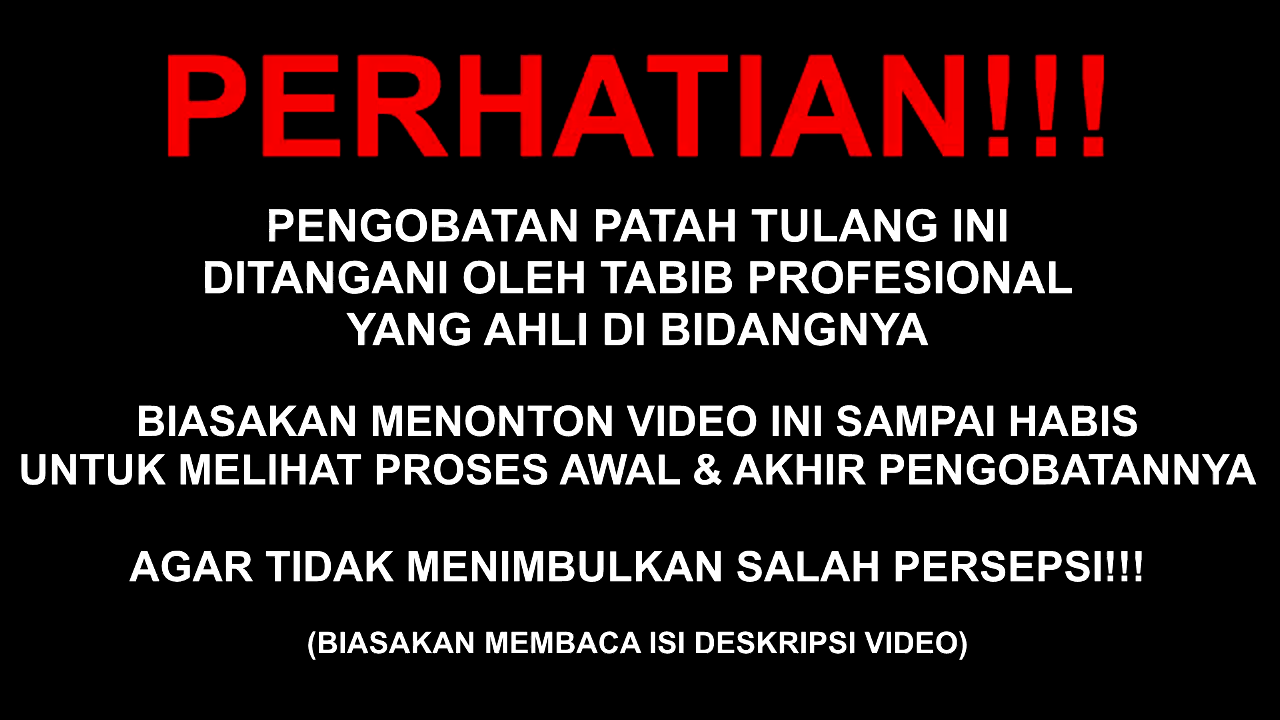 PERHATIAN!!!
PENGOBATAN PATAH TULANG INI
DITANGANI OLEH TABIB PROFESIONAL
YANG AHLI DI BIDANGNYA
BIASAKAN MENONTON VIDEO INI SAMPAI HABIS
UNTUK MELIHAT PROSES AWAL & AKHIR PENGOBATANNYA
AGAR TIDAK MENIMBULKAN SALAH PERSEPSI!!!
(BIASAKAN MEMBACA ISI DESKRIPSI VIDEO)